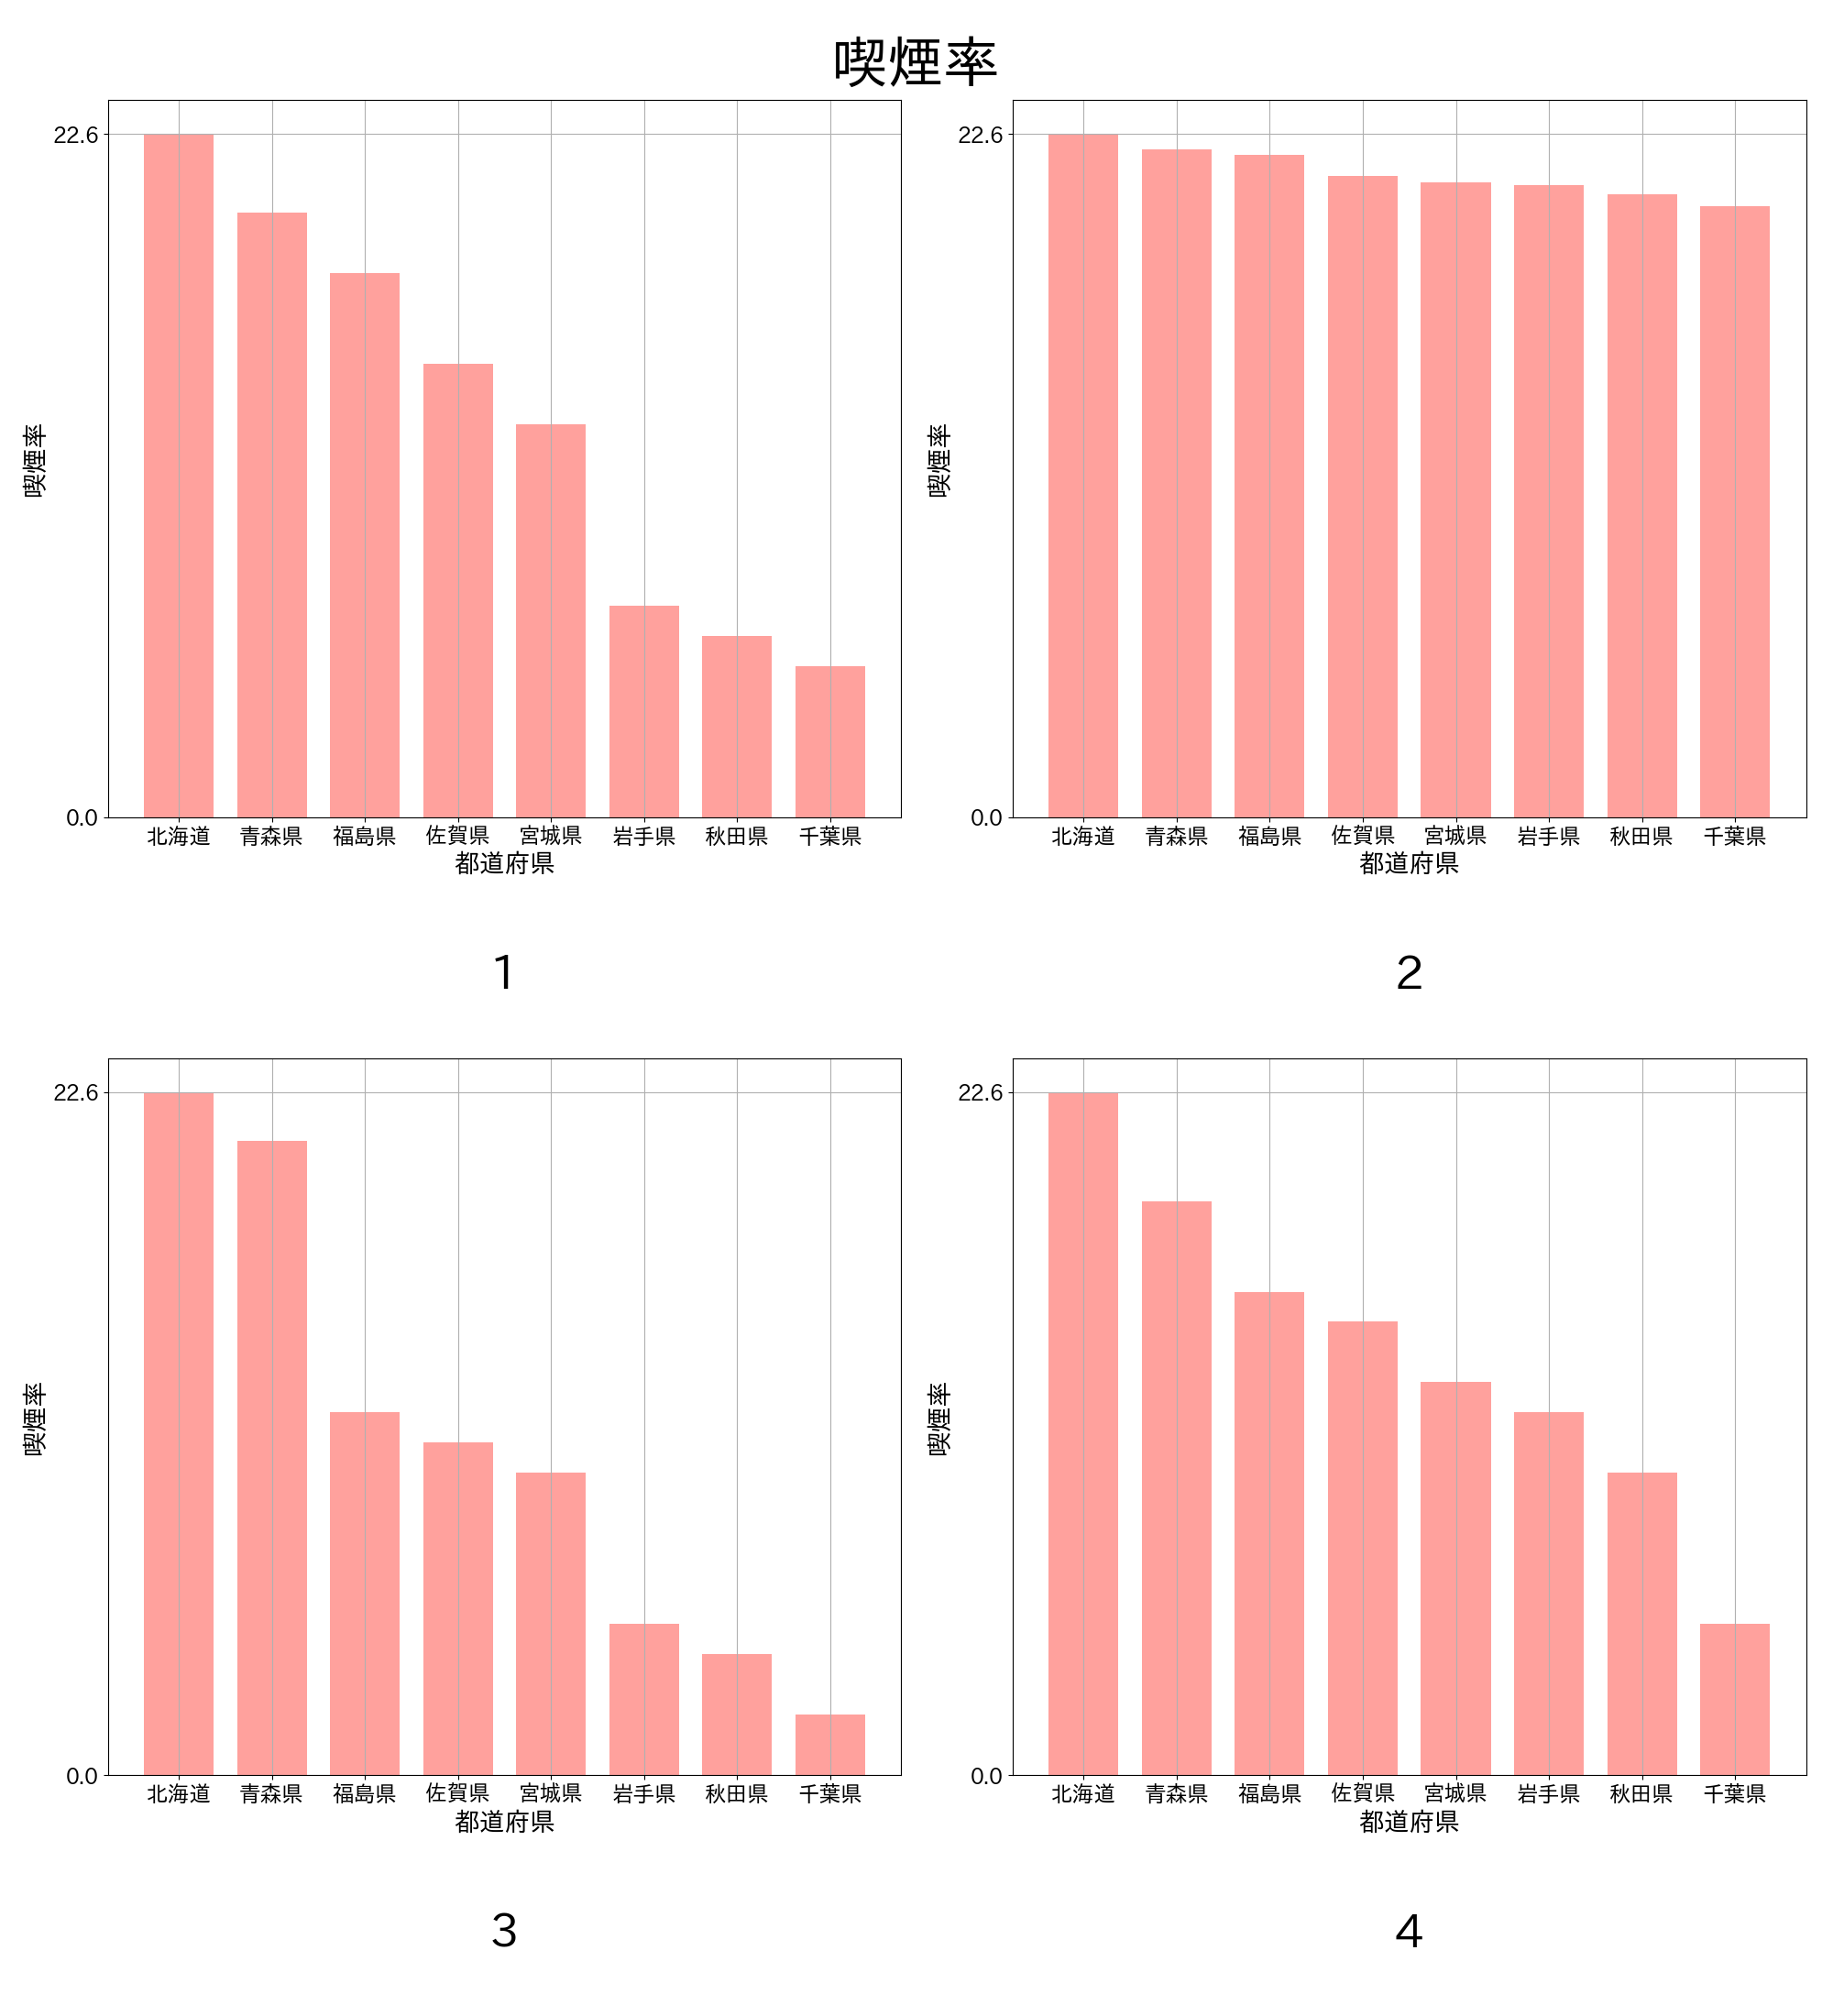 喫煙率
22.6
0.0
喫煙率
北海道 青森県 福島県 佐賀県 宮城県 岩手県 秋田県 千葉県
都道府県
1
22.6
0.0
喫煙率
北海道 青森県 福島県 佐賀県 宮城県 岩手県 秋田県 千葉県
都道府県
2
22.6
0.0
喫煙率
北海道 青森県 福島県 佐賀県 宮城県 岩手県 秋田県 千葉県
都道府県
3
22.6
0.0
喫煙率
北海道 青森県 福島県 佐賀県 宮城県 岩手県 秋田県 千葉県
都道府県
4